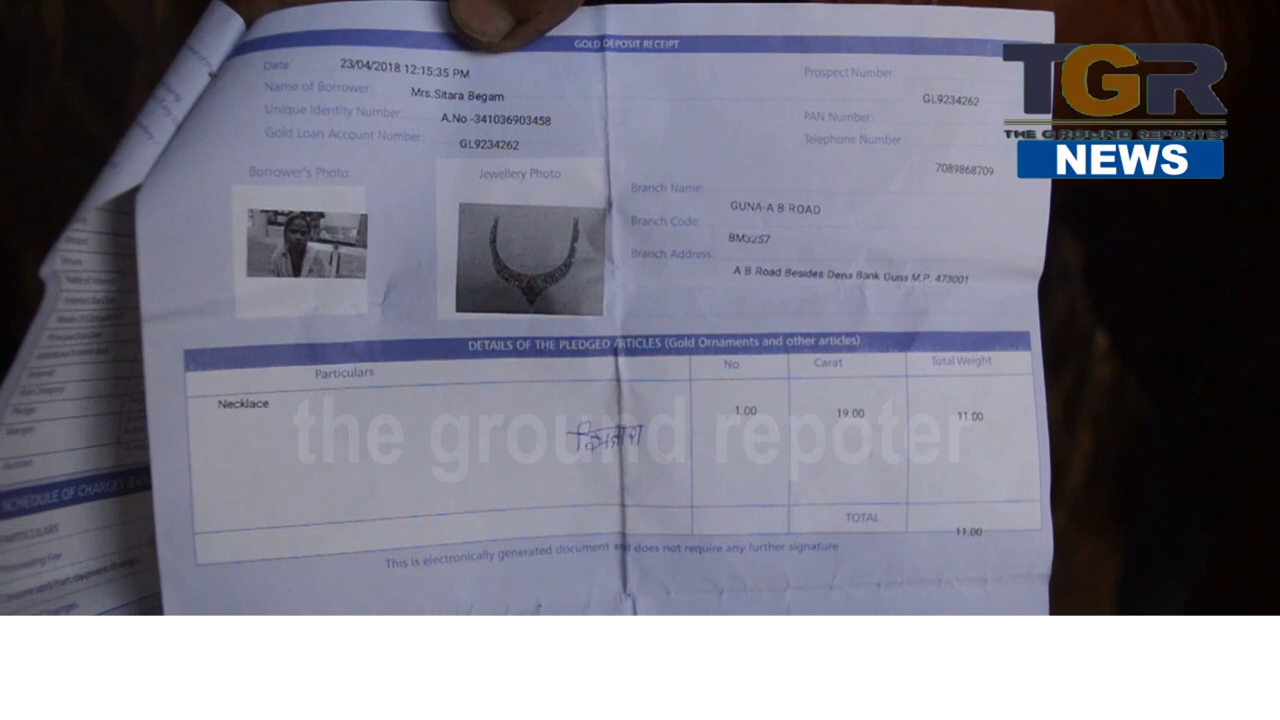 GOLD DEPOSIT RECEIPT
Date 23/04/2018 12:15:35 PM
Name of Borrower: Mrs.Sitara Begam
Unique Identity Number: A.No -341036903458
Gold Loan Account Number: GL9234262
Prospect Number: GL9234262
PAN Number
Telephone Number : 7089868709
Borrower's Photo
Jewellery Photo
Branch Name: GUNA-A B ROAD
Branch Code: BM3257
Branch Address: A B Road Besides Dena Bank Guna M.P. 473001
DETAILS OF THE PLEDGED ARTICLES (Gold Ornaments and other articles)
Particulars No. Carat Total Weight
Necklace 1.00 19.00 11.00
the ground repoter
TOTAL 11.00
This is electronically generated document and does not require any further signature
SCHEDULE OF CHARGES
PARTICULARS
TGR
THE GROUND REPORTER
NEWS